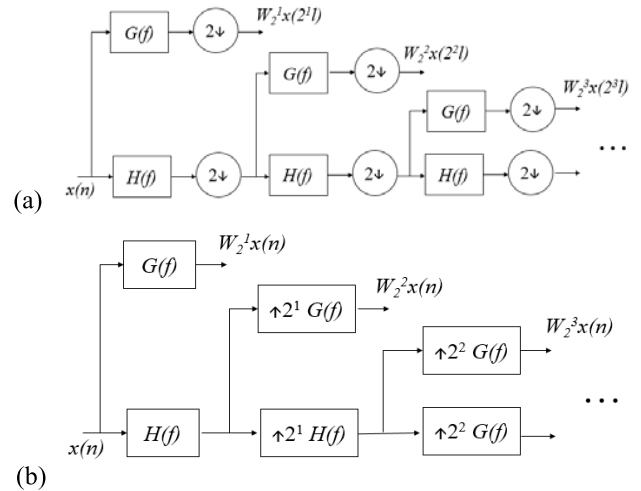 G(f) 2↓ W₂¹x(2¹l)
G(f) 2↓ W₂²x(2²l)
G(f) 2↓ W₂³x(2³l)
...
(a) x(n) H(f) 2↓ H(f) 2↓ H(f) 2↓
G(f) W₂¹x(n)
↑2¹ G(f) W₂²x(n)
↑2² G(f) W₂³x(n)
...
x(n) H(f) ↑2¹ H(f) ↑2² G(f)
(b)